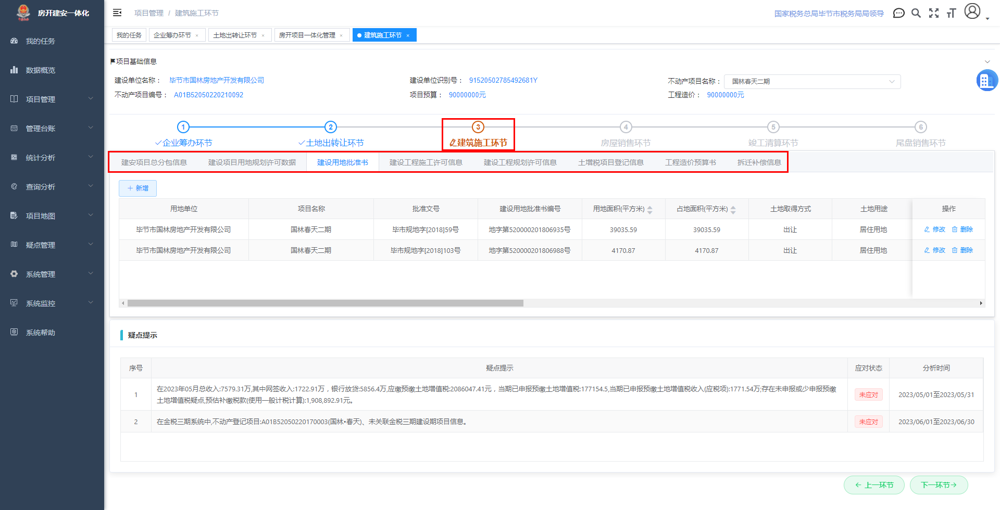 房开建安一体化
项目管理 / 建筑施工环节
国家税务总局毕节市税务局局领导
我的任务 企业筹办环节 × 土地出转让环节 × 房开项目一体化管理 × 建筑施工环节 ×
我的任务
数据概览
项目管理
管理台账
统计分析
查询分析
项目地图
疑点管理
系统管理
系统监控
系统帮助
项目基础信息
建设单位名称： 毕节市国林房地产开发有限公司 建设单位识别号： 91520502785492681Y 不动产项目名称： 国林春天二期
不动产项目编号： A01B52050220210092 项目预算： 90000000元 工程造价： 90000000元
1 2 3 4 5 6
企业筹办环节 土地出转让环节 建筑施工环节 房屋销售环节 竣工清算环节 尾盘销售环节
建安项目总分包信息 建设项目用地规划许可数据 建设用地批准书 建设工程施工许可信息 建设工程规划许可信息 土增税项目登记信息 工程造价预算书 拆迁补偿信息
+ 新增
用地单位 项目名称 批准文号 建设用地批准书编号 用地面积(平方米) 占地面积(平方米) 土地取得方式 土地用途 操作
毕节市国林房地产开发有限公司 国林春天二期 毕市规地字[2018]59号 地字第520000201806935号 39035.59 39035.59 出让 居住用地 修改 删除
毕节市国林房地产开发有限公司 国林春天二期 毕市规地字[2018]103号 地字第520000201806988号 4170.87 4170.87 出让 居住用地 修改 删除
疑点提示
序号 疑点提示 应对状态 分析时间
1 在2023年05月总收入:7579.31万,其中网签收入:1722.91万，银行放贷:5856.4万,应缴预缴土地增值税:2086047.41元，当期已申报预缴土地增值税:177154.5,当期已申报预缴土地增值税收入(应税项):1771.54万;存在未申报或少申报预缴
土地增值税疑点,预估补缴税款(使用一般计税计算):1,908,892.91元。 未应对 2023/05/01至2023/05/31
2 在金税三期系统中,不动产登记项目:A01B52050220170003(国林•春天)、未关联金税三期建设期项目信息。 未应对 2023/06/01至2023/06/30
← 上一环节 下一环节→